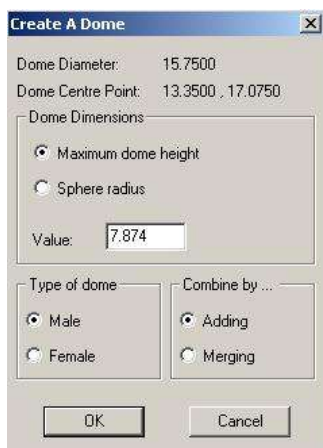 Create A Dome
Dome Diameter: 15.7500
Dome Centre Point: 13.3500 , 17.0750
Dome Dimensions
Maximum dome height
Sphere radius
Value: 7.874
Type of dome
Male
Female
Combine by ...
Adding
Merging
OK Cancel